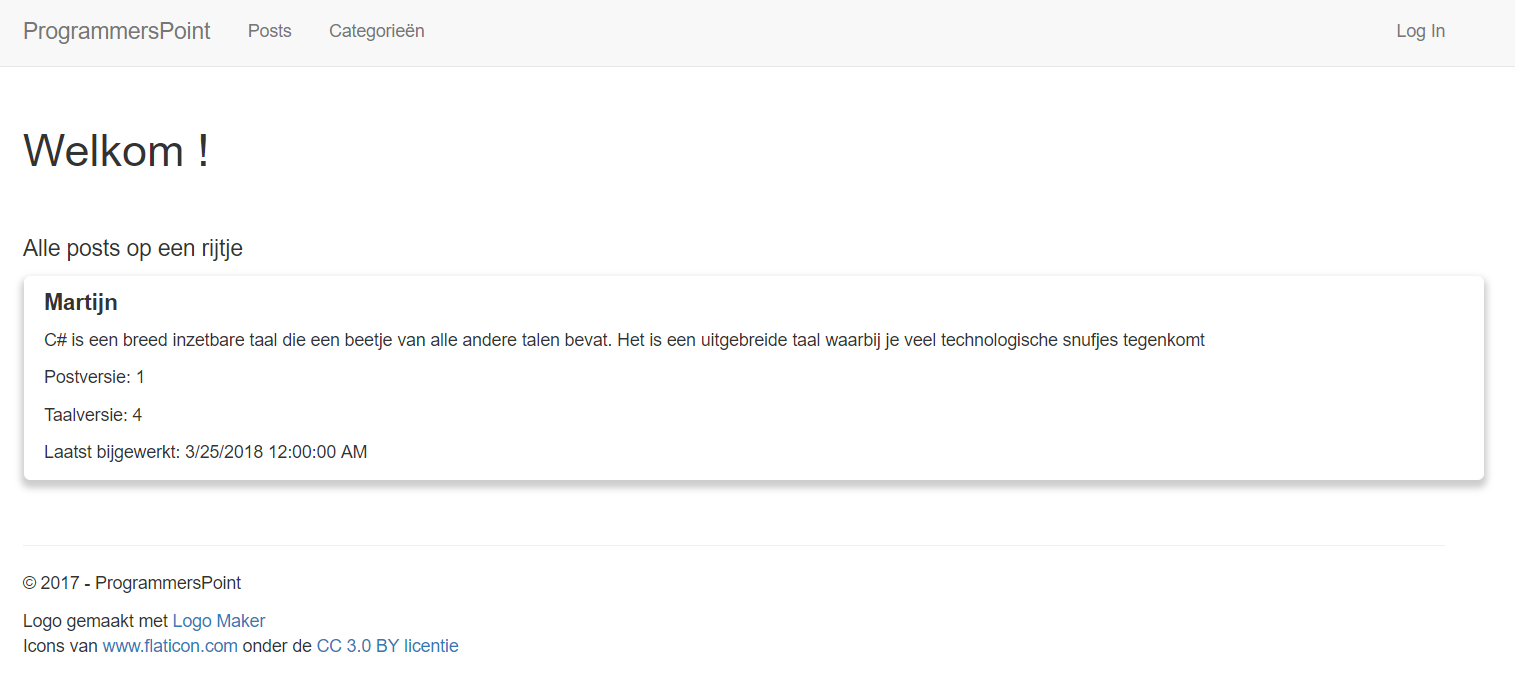 ProgrammersPoint Posts Categorieën Log In
Welkom !
Alle posts op een rijtje
Martijn
C# is een breed inzetbare taal die een beetje van alle andere talen bevat. Het is een uitgebreide taal waarbij je veel technologische snufjes tegenkomt
Postversie: 1
Taalversie: 4
Laatst bijgewerkt: 3/25/2018 12:00:00 AM
© 2017 - ProgrammersPoint
Logo gemaakt met Logo Maker
Icons van www.flaticon.com onder de CC 3.0 BY licentie